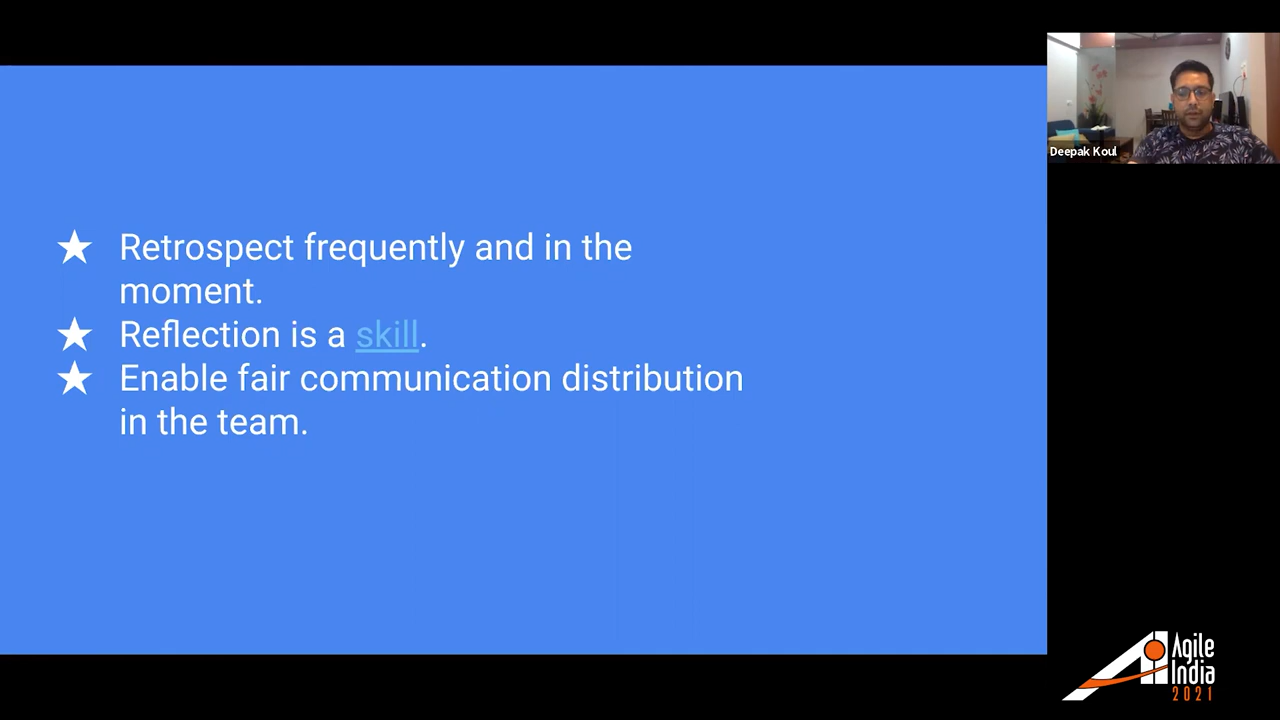 ★ Retrospect frequently and in the
moment.
★ Reflection is a skill.
★ Enable fair communication distribution
in the team.
Deepak Koul
Agile
India
2021